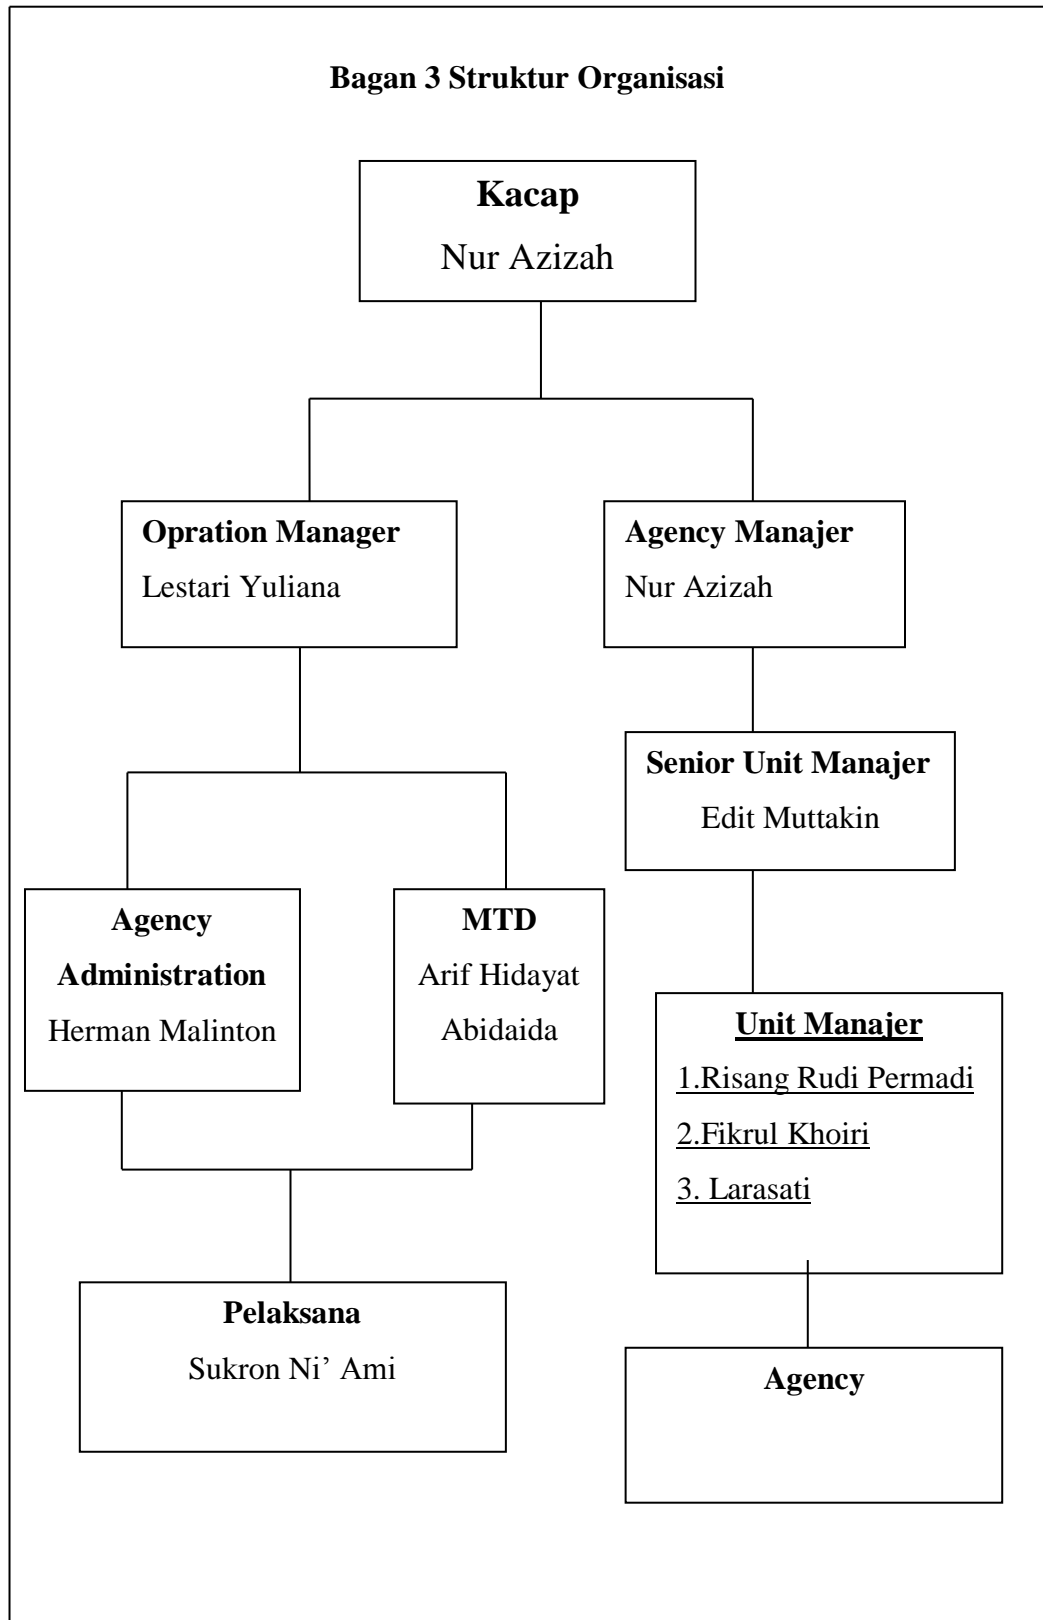 Bagan 3 Struktur Organisasi
Kacap
Nur Azizah
Opration Manager
Lestari Yuliana
Agency Manajer
Nur Azizah
Senior Unit Manajer
Edit Muttakin
Agency
Administration
Herman Malinton
MTD
Arif Hidayat
Abidaida
Unit Manajer
1.Risang Rudi Permadi
2.Fikrul Khoiri
3. Larasati
Pelaksana
Sukron Ni’ Ami
Agency